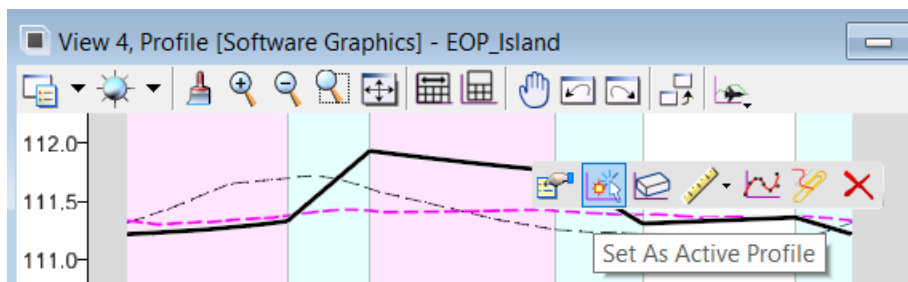 View 4, Profile [Software Graphics] - EOP_Island
112.0
111.5
Set As Active Profile
111.0